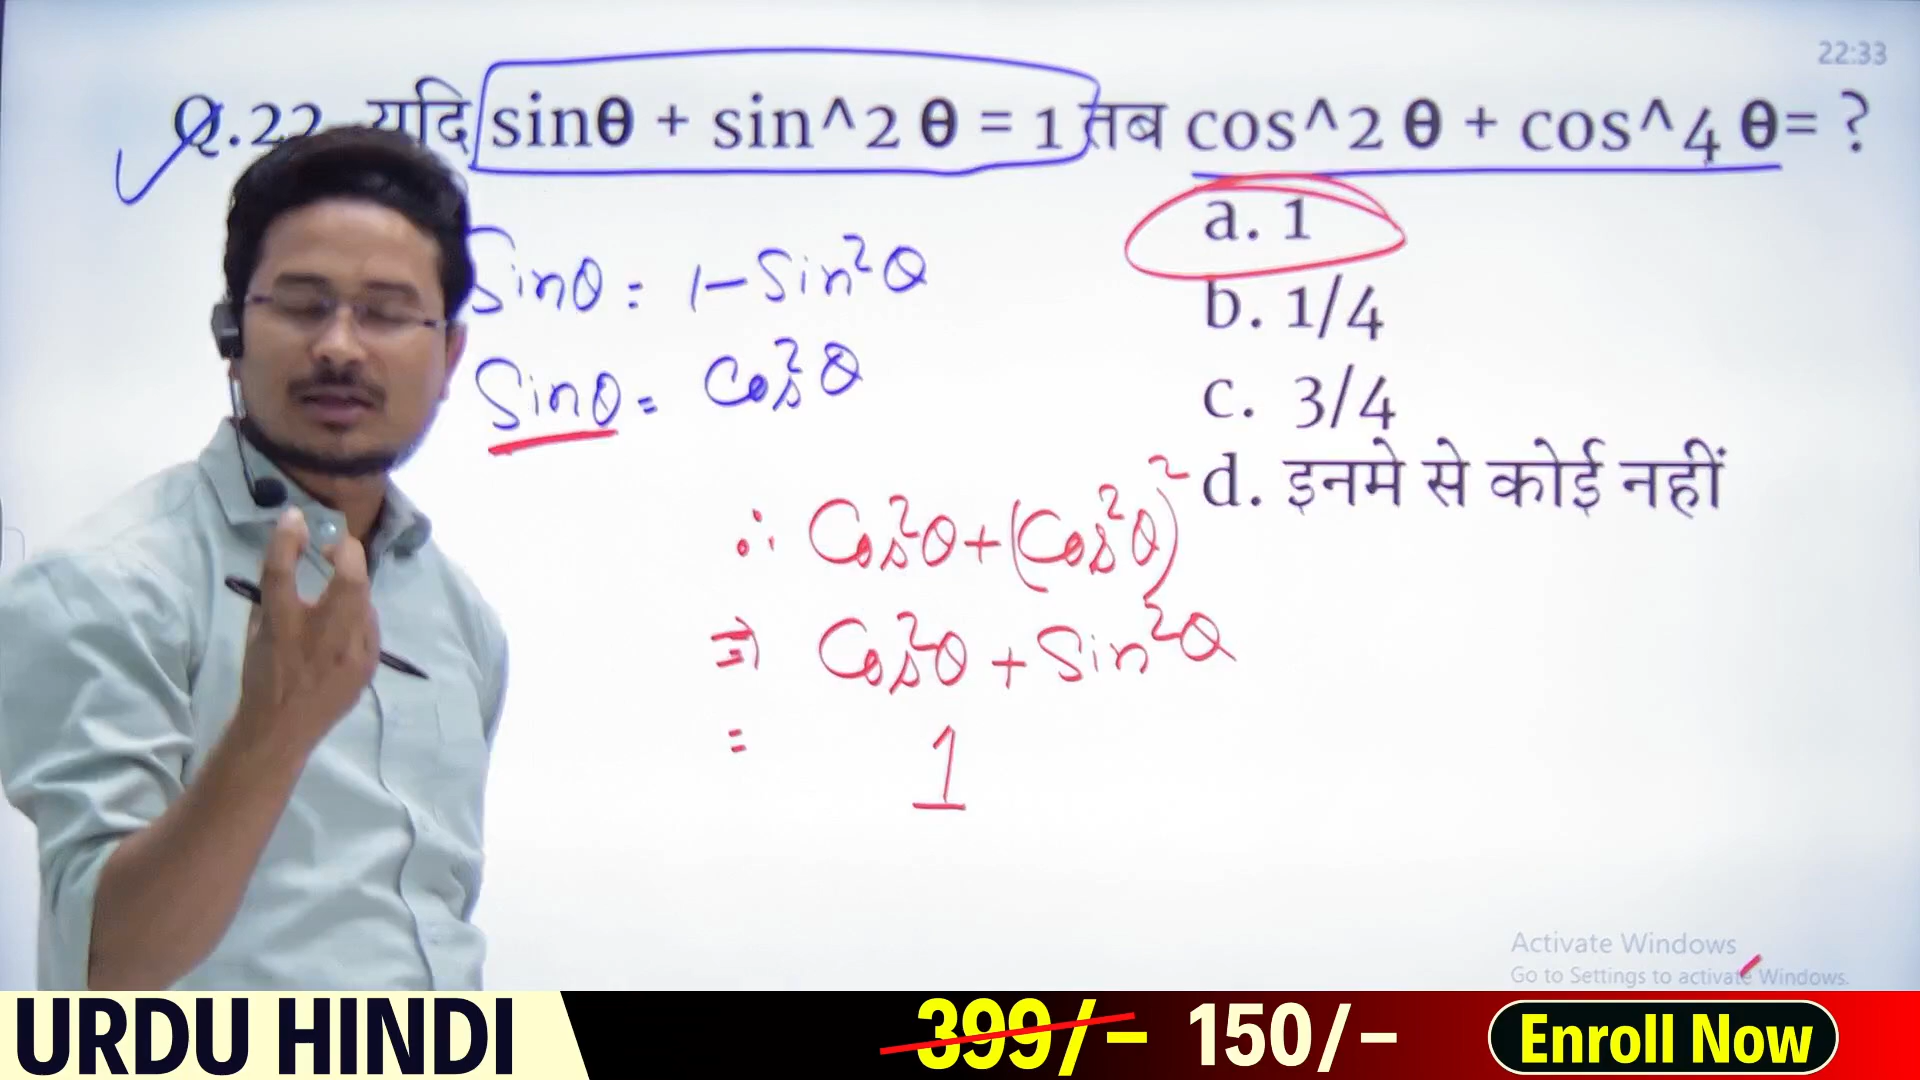 22:33
Q.22 यदि sinθ + sin^2 θ = 1 तब cos^2 θ + cos^4 θ= ?
a. 1
b. 1/4
c. 3/4
d. इनमे से कोई नहीं
Sinθ = 1-Sin²θ
Sinθ = Cos²θ
∴ Cos²θ+(Cos²θ)²
⇒ Cos²θ + Sin²θ
= 1
Activate Windows
Go to Settings to activate Windows.
URDU HINDI
399/- 150/-
Enroll Now